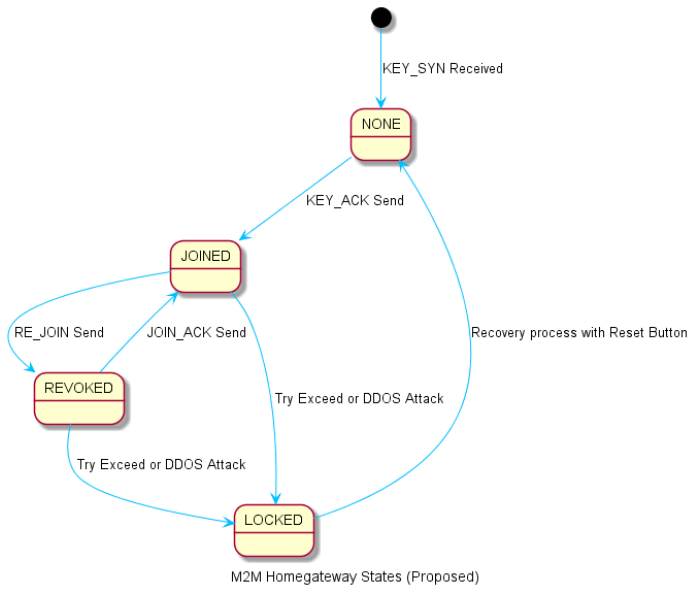 KEY_SYN Received
NONE
KEY_ACK Send
JOINED
RE_JOIN Send
JOIN_ACK Send
Recovery process with Reset Button
REVOKED
Try Exceed or DDOS Attack
Try Exceed or DDOS Attack
LOCKED
M2M Homegateway States (Proposed)